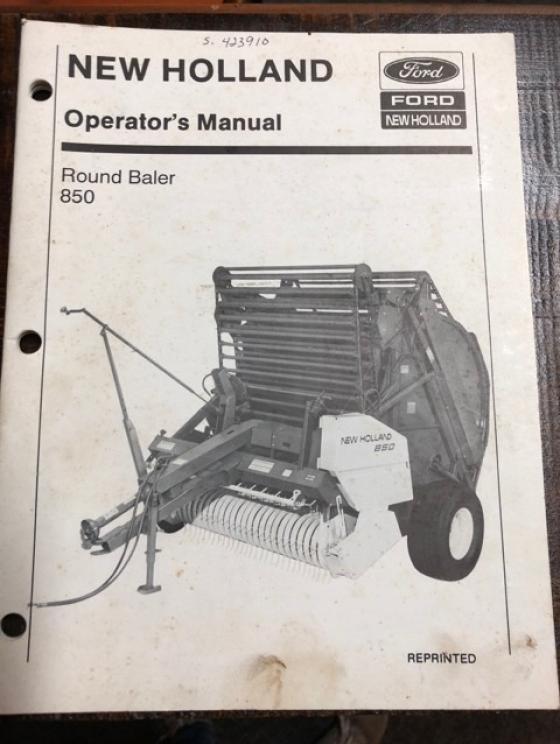 S. 423910
NEW HOLLAND
Ford
FORD
NEW HOLLAND
Operator's Manual
Round Baler
850
NEW HOLLAND
850
REPRINTED